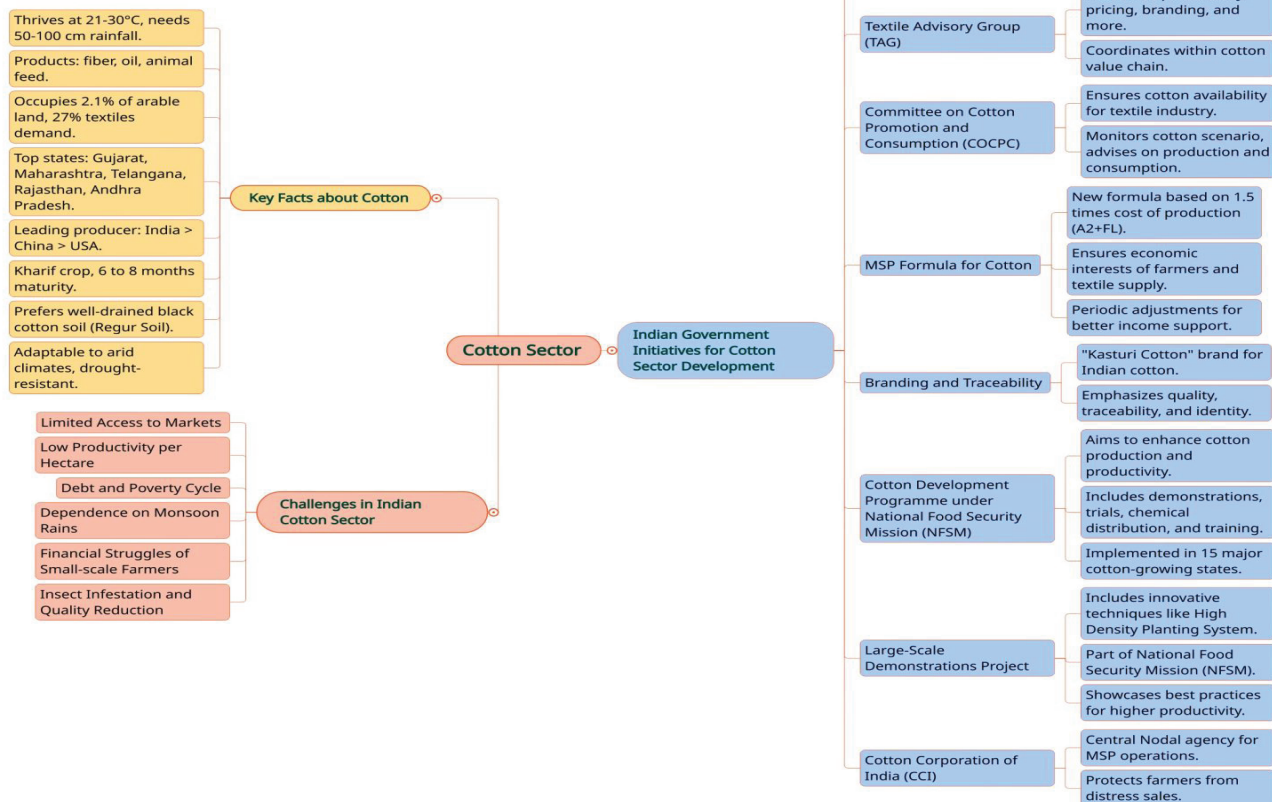 Thrives at 21-30°C, needs
50-100 cm rainfall.
Products: fiber, oil, animal
feed.
Occupies 2.1% of arable
land, 27% textiles
demand.
Top states: Gujarat,
Maharashtra, Telangana,
Rajasthan, Andhra
Pradesh.
Leading producer: India >
China > USA.
Kharif crop, 6 to 8 months
maturity.
Prefers well-drained black
cotton soil (Regur Soil).
Adaptable to arid
climates, drought-
resistant.
Key Facts about Cotton
Limited Access to Markets
Low Productivity per
Hectare
Debt and Poverty Cycle
Dependence on Monsoon
Rains
Financial Struggles of
Small-scale Farmers
Insect Infestation and
Quality Reduction
Challenges in Indian
Cotton Sector
Cotton Sector
Indian Government
Initiatives for Cotton
Sector Development
Textile Advisory Group
(TAG)
pricing, branding, and
more.
Coordinates within cotton
value chain.
Committee on Cotton
Promotion and
Consumption (COCPC)
Ensures cotton availability
for textile industry.
Monitors cotton scenario,
advises on production and
consumption.
MSP Formula for Cotton
New formula based on 1.5
times cost of production
(A2+FL).
Ensures economic
interests of farmers and
textile supply.
Periodic adjustments for
better income support.
Branding and Traceability
"Kasturi Cotton" brand for
Indian cotton.
Emphasizes quality,
traceability, and identity.
Cotton Development
Programme under
National Food Security
Mission (NFSM)
Aims to enhance cotton
production and
productivity.
Includes demonstrations,
trials, chemical
distribution, and training.
Implemented in 15 major
cotton-growing states.
Large-Scale
Demonstrations Project
Includes innovative
techniques like High
Density Planting System.
Part of National Food
Security Mission (NFSM).
Showcases best practices
for higher productivity.
Cotton Corporation of
India (CCI)
Central Nodal agency for
MSP operations.
Protects farmers from
distress sales.